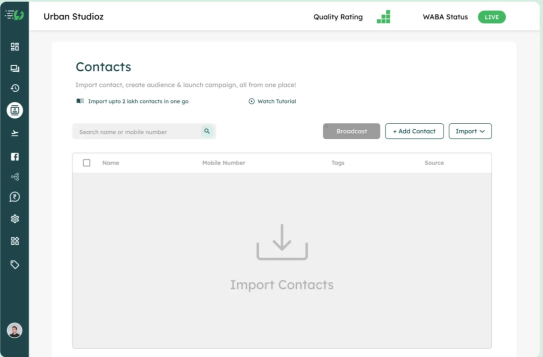 Urban Studioz
Quality Rating
WABA Status
LIVE
Contacts
Import contact, create audience & launch campaign, all from one place!
Import upto 2 lakh contacts in one go
Watch Tutorial
Search name or mobile number
Broadcast
+ Add Contact
Import
Name
Mobile Number
Tags
Source
Import Contacts